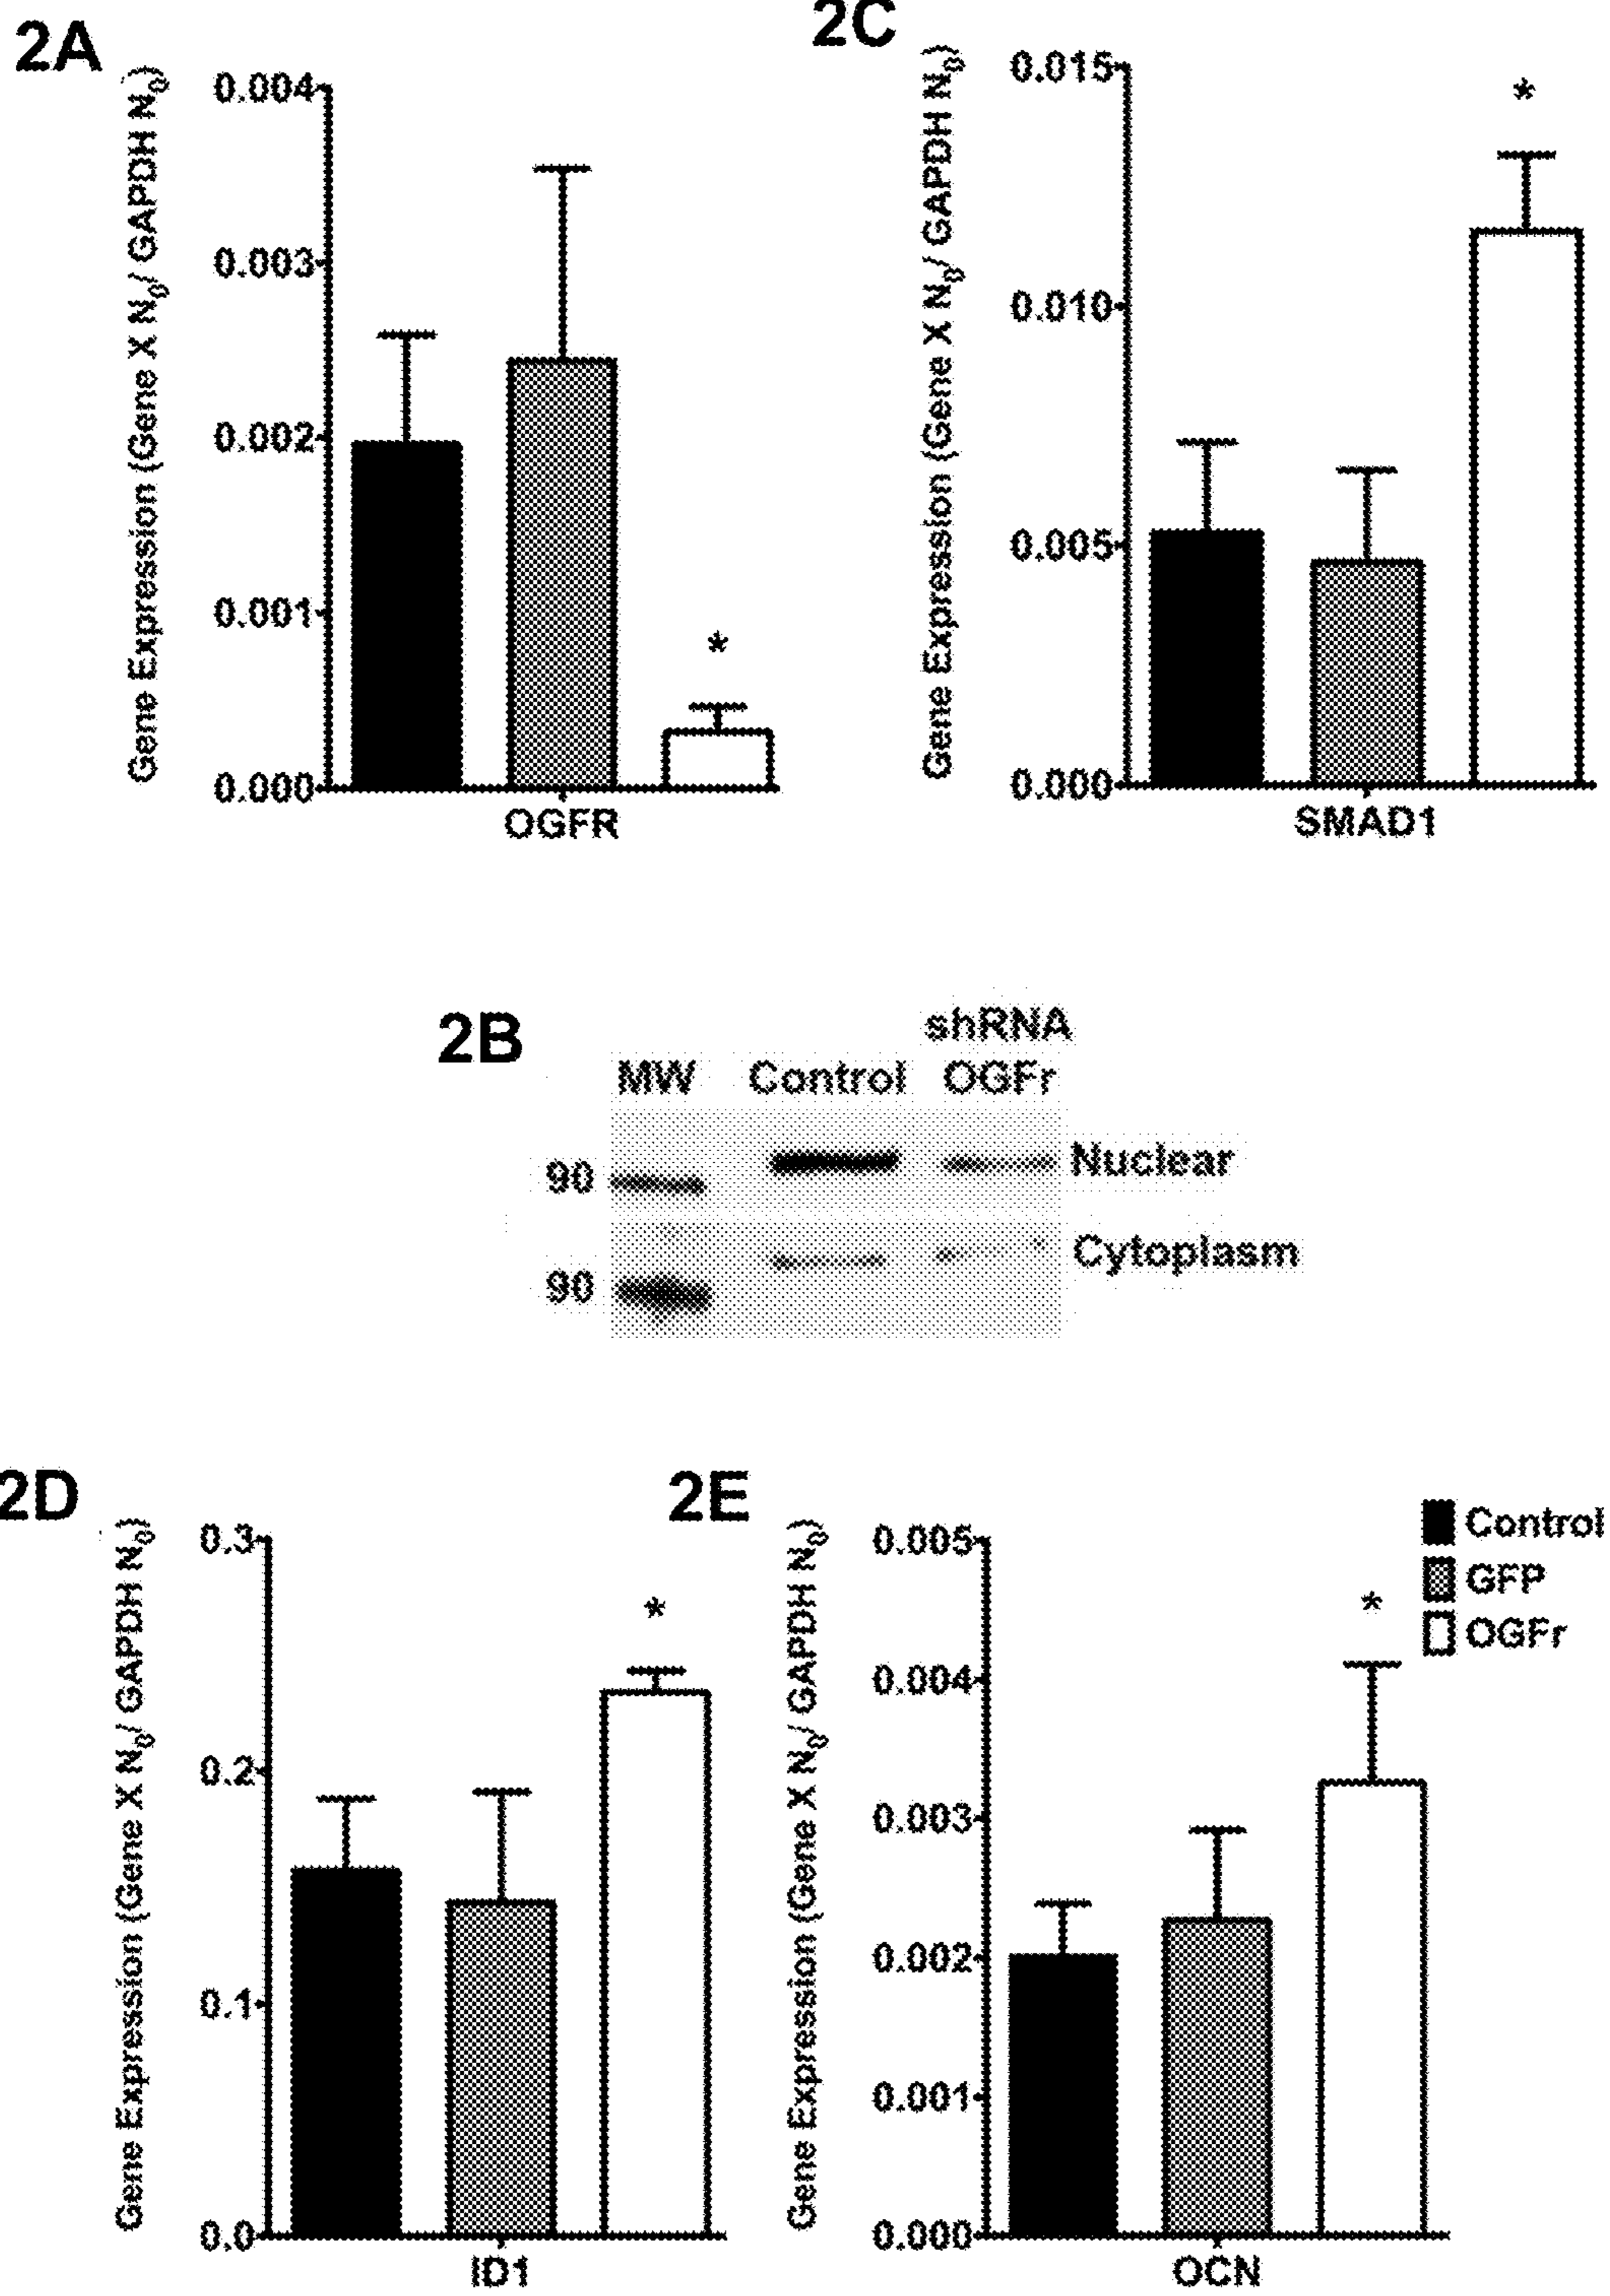 2A
Gene Expression (Gene X N0/ GAPDH N0)
0.004
0.003
0.002
0.001
0.000
*
OGFR
2C
Gene Expression (Gene X N0/ GAPDH N0)
0.015
0.010
0.005
0.000
*
SMAD1
2B
shRNA
MW Control OGFr
90 Nuclear
90 Cytoplasm
2D
Gene Expression (Gene X N0/ GAPDH N0)
0.3
0.2
0.1
0.0
*
ID1
2E
Gene Expression (Gene X N0/ GAPDH N0)
0.005
0.004
0.003
0.002
0.001
0.000
*
OCN
Control
GFP
OGFr